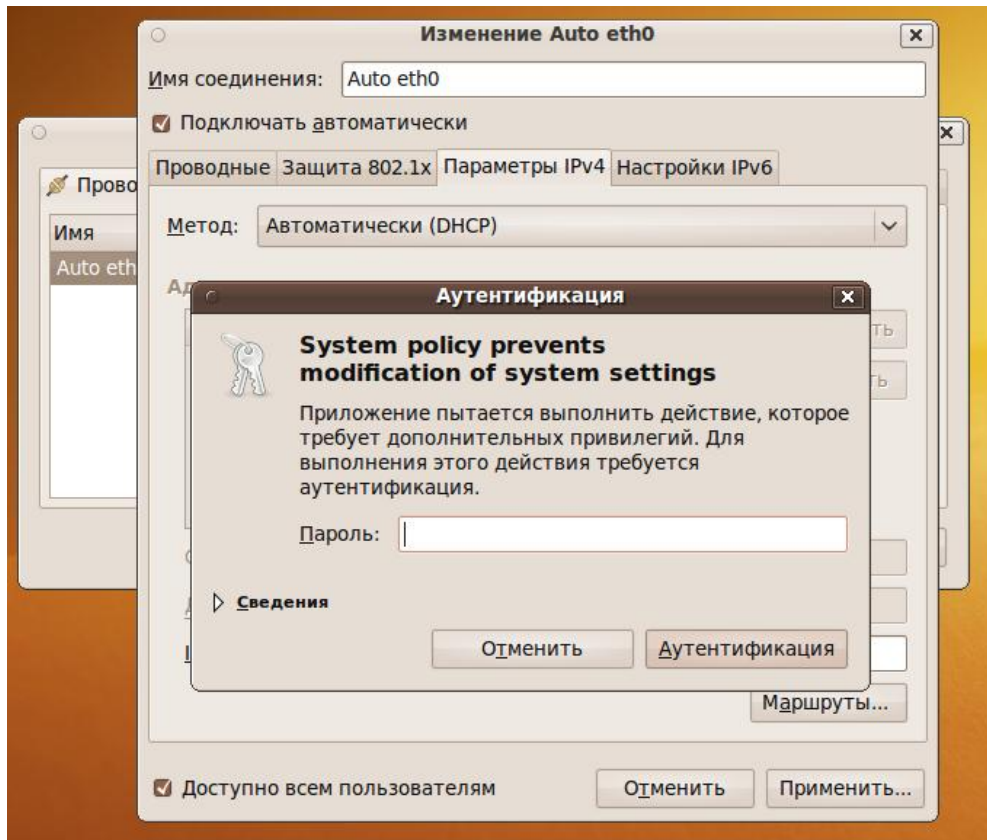 Изменение Auto eth0
Имя соединения: Auto eth0
Подключать автоматически
Проводные Защита 802.1x Параметры IPv4 Настройки IPv6
Метод: Автоматически (DHCP)
Имя
Auto eth
Аутентификация
System policy prevents
modification of system settings
Приложение пытается выполнить действие, которое
требует дополнительных привилегий. Для
выполнения этого действия требуется
аутентификация.
Пароль:
Сведения
Отменить Аутентификация
Маршруты...
Доступно всем пользователям Отменить Применить...